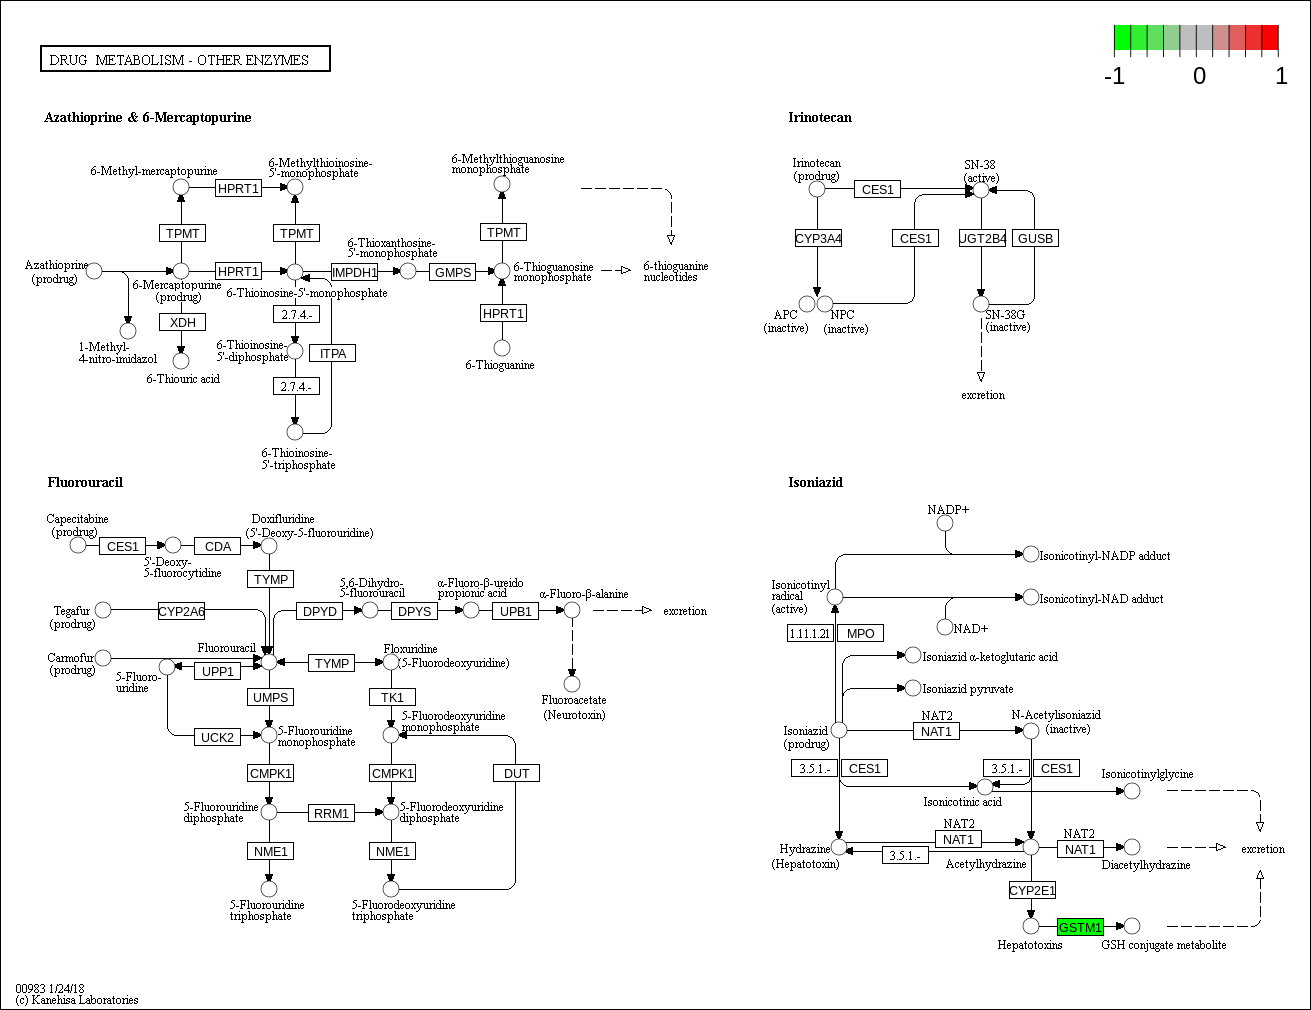 DRUG METABOLISM - OTHER ENZYMES
-1 0 1
Azathioprine & 6-Mercaptopurine
6-Methyl-mercaptopurine
HPRT1
6-Methylthioinosine-
5'-monophosphate
6-Methylthioguanosine
monophosphate
TPMT
TPMT
TPMT
Azathioprine
(prodrug)
6-Mercaptopurine
(prodrug)
HPRT1
6-Thioinosine-5'-monophosphate
IMPDH1
6-Thioxanthosine-
5'-monophosphate
GMPS
6-Thioguanosine
monophosphate
6-thioguanine
nucleotides
XDH
2.7.4.-
HPRT1
1-Methyl-
4-nitro-imidazol
6-Thiouric acid
6-Thioinosine-
5'-diphosphate
ITPA
6-Thioguanine
2.7.4.-
6-Thioinosine-
5'-triphosphate
Irinotecan
Irinotecan
(prodrug)
CES1
SN-38
(active)
CYP3A4
CES1
UGT2B4
GUSB
APC
(inactive)
NPC
(inactive)
SN-38G
(inactive)
excretion
Fluorouracil
Capecitabine
(prodrug)
CES1
5'-Deoxy-
5-fluorocytidine
CDA
Doxifluridine
(5'-Deoxy-5-fluorouridine)
TYMP
Tegafur
(prodrug)
CYP2A6
DPYD
5,6-Dihydro-
5-fluorouracil
DPYS
α-Fluoro-β-ureido
propionic acid
UPB1
α-Fluoro-β-alanine
excretion
Carmofur
(prodrug)
Fluorouracil
5-Fluoro-
uridine
UPP1
TYMP
Floxuridine
(5-Fluorodeoxyuridine)
Fluoroacetate
(Neurotoxin)
UMPS
TK1
UCK2
5-Fluorouridine
monophosphate
5-Fluorodeoxyuridine
monophosphate
CMPK1
CMPK1
DUT
5-Fluorouridine
diphosphate
RRM1
5-Fluorodeoxyuridine
diphosphate
NME1
NME1
5-Fluorouridine
triphosphate
5-Fluorodeoxyuridine
triphosphate
Isoniazid
NADP+
Isonicotinyl-NADP adduct
Isonicotinyl
radical
(active)
Isonicotinyl-NAD adduct
NAD+
1.11.1.21
MPO
Isoniazid α-ketoglutaric acid
Isoniazid pyruvate
Isoniazid
(prodrug)
NAT2
NAT1
N-Acetylisoniazid
(inactive)
3.5.1.-
CES1
3.5.1.-
CES1
Isonicotinic acid
Isonicotinylglycine
Hydrazine
(Hepatotoxin)
NAT2
NAT1
3.5.1.-
Acetylhydrazine
NAT2
NAT1
Diacetylhydrazine
excretion
CYP2E1
Hepatotoxins
GSTM1
GSH conjugate metabolite
00983 1/24/18
(c) Kanehisa Laboratories